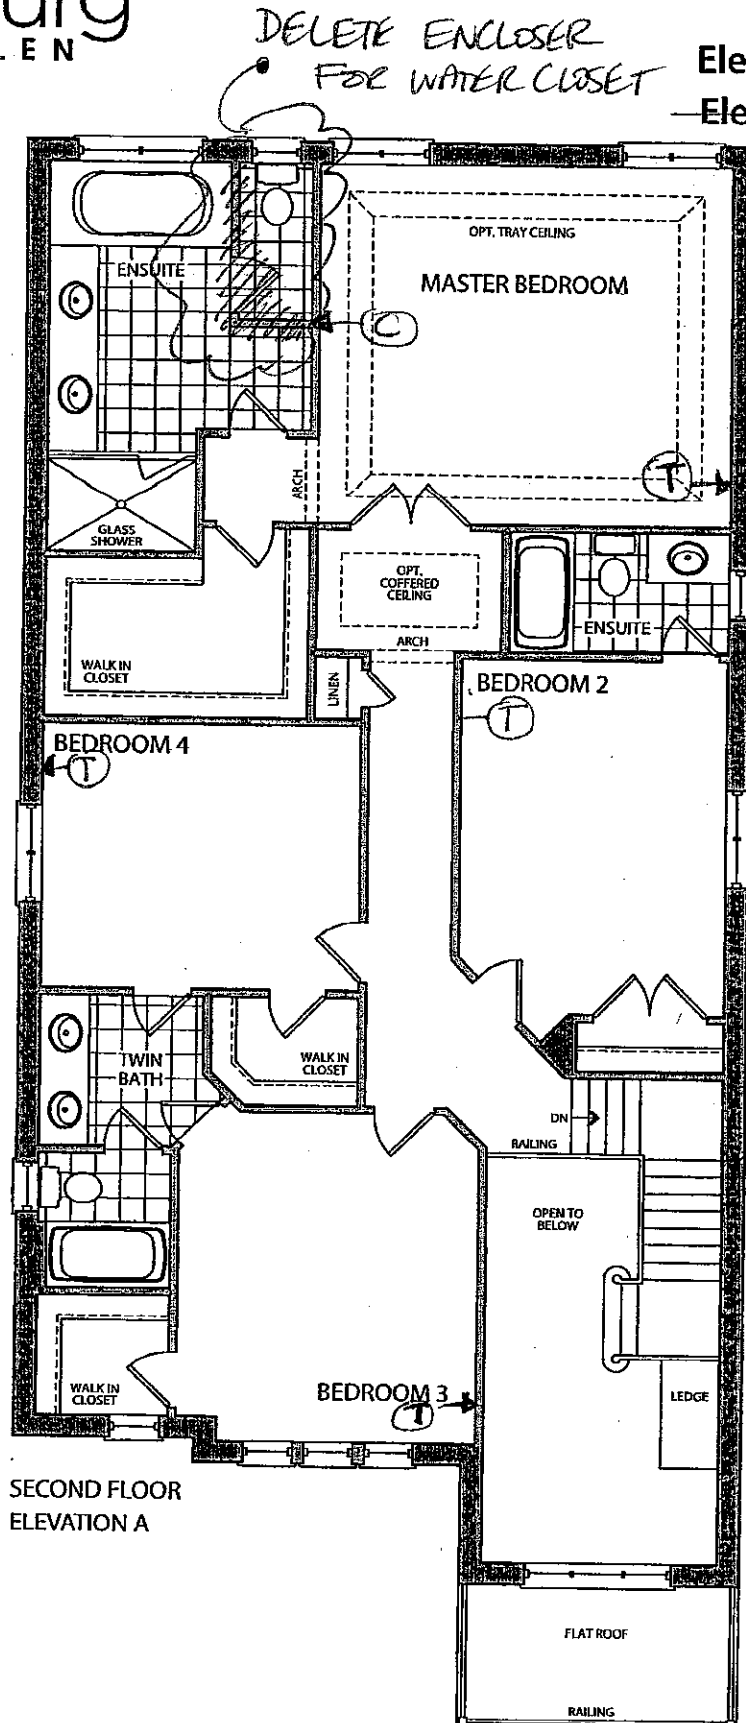 urg
LEN
DELETE ENCLOSER
FOR WATER CLOSET
Ele
Ele
OPT. TRAY CEILING
ENSUITE
MASTER BEDROOM
C
T
ARCH
GLASS
SHOWER
OPT.
COFFERED
CEILING
ENSUITE
ARCH
WALK IN
CLOSET
LINEN
BEDROOM 2
T
BEDROOM 4
T
TWIN
BATH
WALK IN
CLOSET
DN
RAILING
OPEN TO
BELOW
WALK IN
CLOSET
BEDROOM 3
T
LEDGE
SECOND FLOOR
ELEVATION A
FLAT ROOF
RAILING